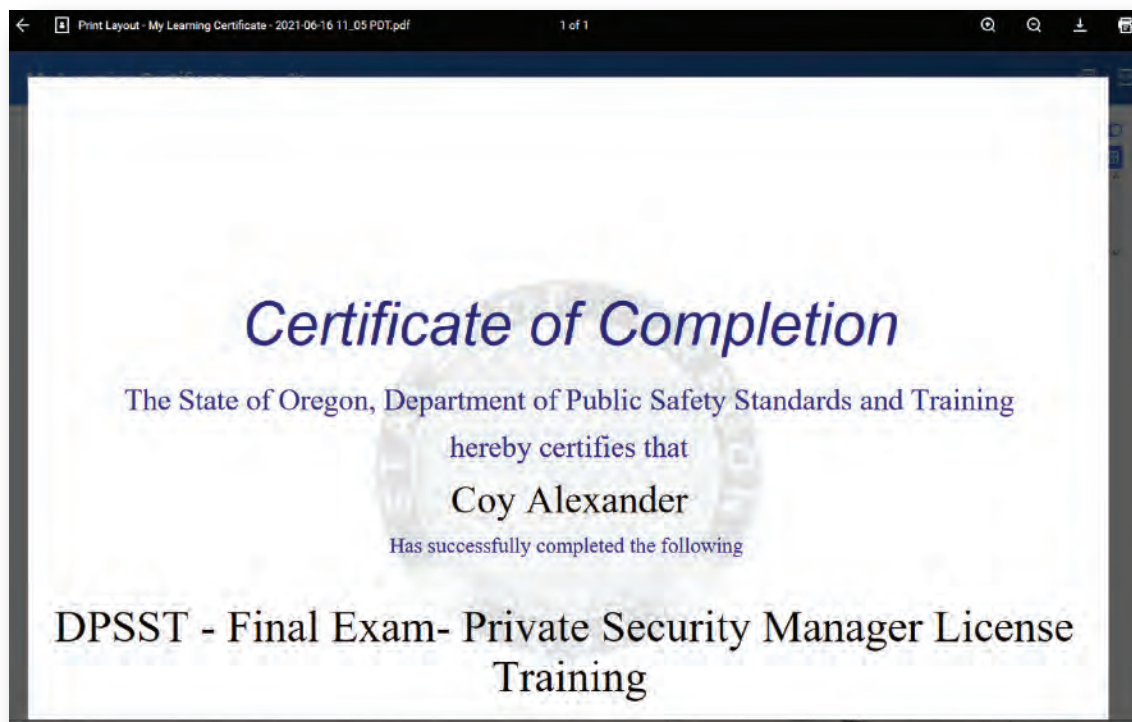 Print Layout - My Learning Certificate - 2021-06-16 11_05 PDT.pdf
1 of 1
Certificate of Completion
The State of Oregon, Department of Public Safety Standards and Training
hereby certifies that
Coy Alexander
Has successfully completed the following
DPSST - Final Exam- Private Security Manager License
Training